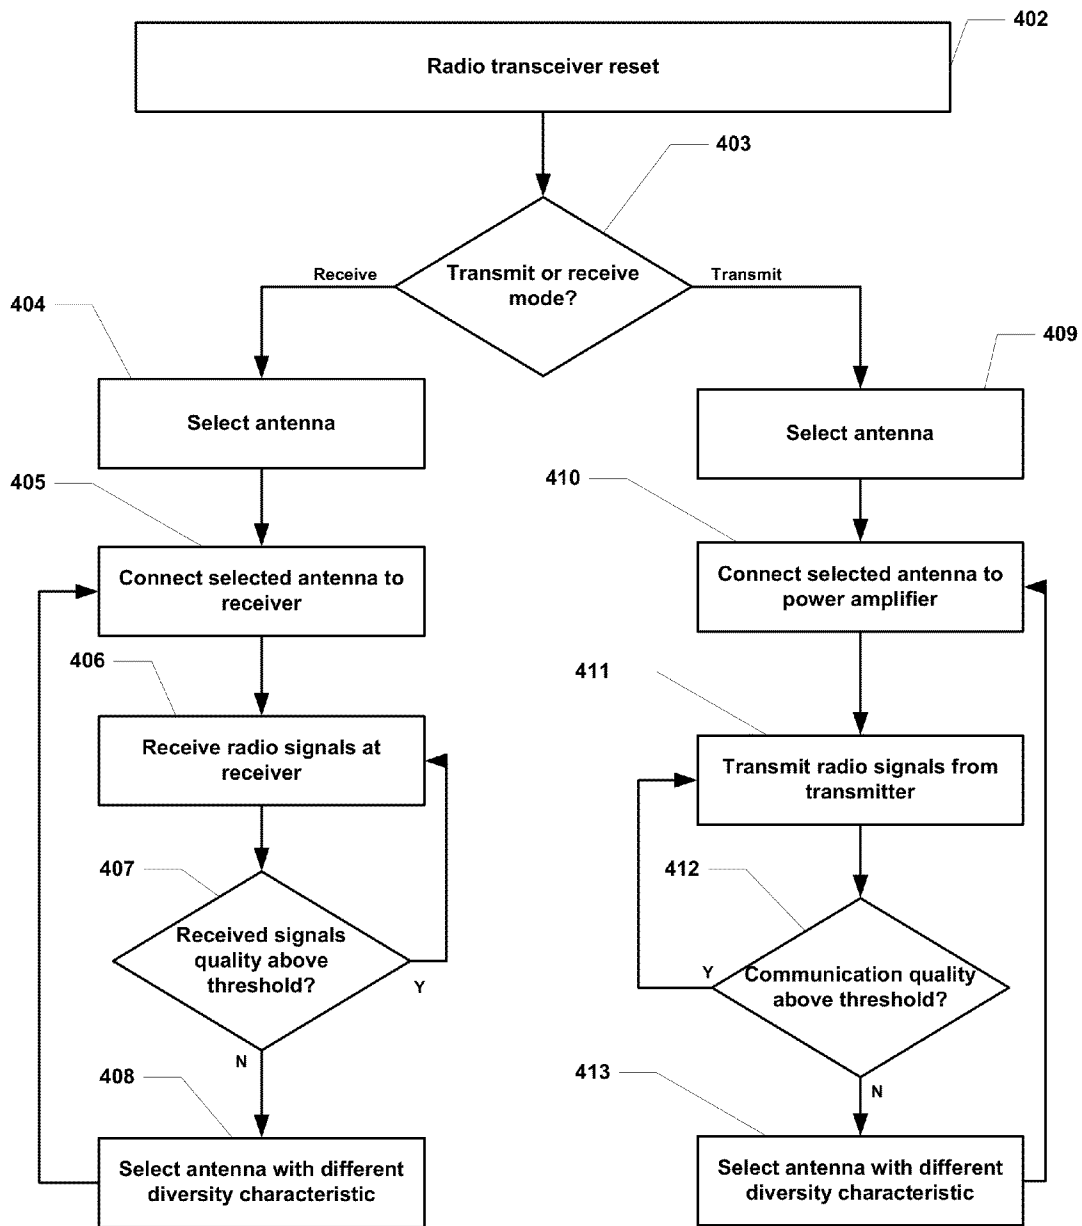 402
Radio transceiver reset
403
Transmit or receive
mode?
Receive
Transmit
404
409
Select antenna
Select antenna
405
410
Connect selected antenna to
receiver
Connect selected antenna to
power amplifier
406
411
Receive radio signals at
receiver
Transmit radio signals from
transmitter
407
412
Received signals
quality above
threshold?
Y
Y
Communication quality
above threshold?
N
N
408
413
Select antenna with different
diversity characteristic
Select antenna with different
diversity characteristic